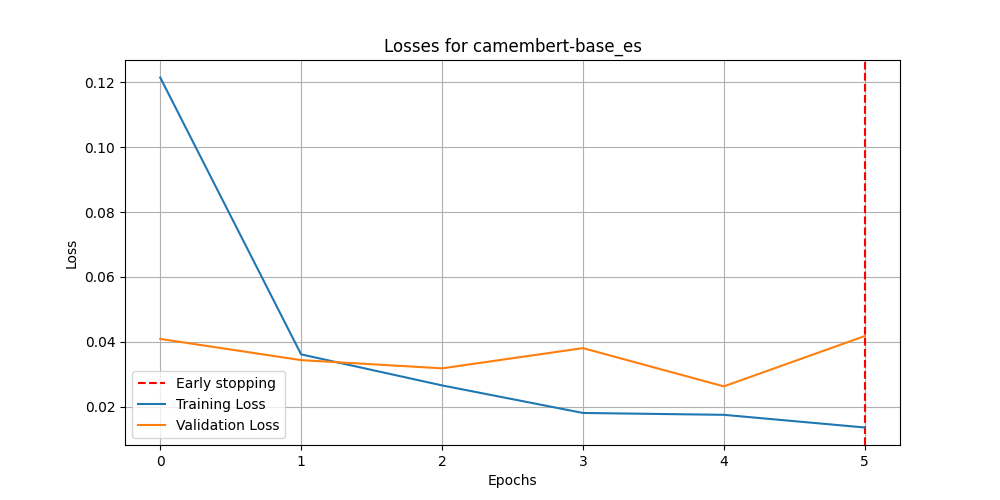 Losses for camembert-base_es
0.12
0.10
0.08
0.06
0.04
0.02
Loss
Early stopping
Training Loss
Validation Loss
0 1 2 3 4 5
Epochs